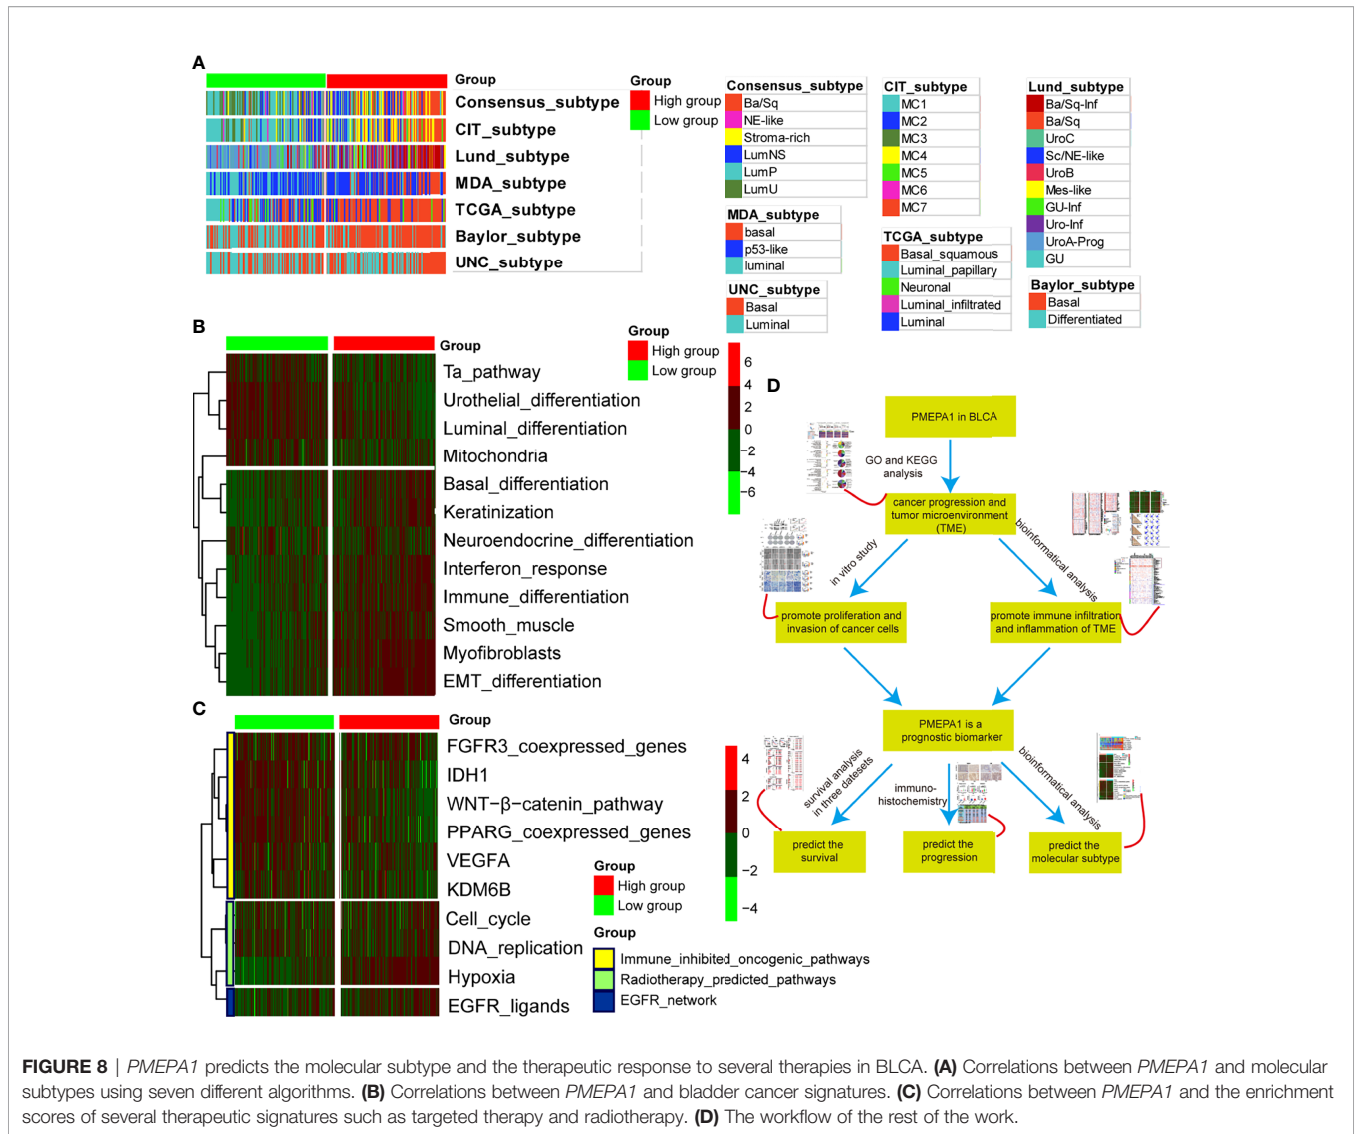 A
Group
Consensus_subtype
CIT_subtype
Lund_subtype
MDA_subtype
TCGA_subtype
Baylor_subtype
UNC_subtype
Group
High group
Low group
Consensus_subtype
Ba/Sq
NE-like
Stroma-rich
LumNS
LumP
LumU
MDA_subtype
basal
p53-like
luminal
UNC_subtype
Basal
Luminal
CIT_subtype
MC1
MC2
MC3
MC4
MC5
MC6
MC7
TCGA_subtype
Basal_squamous
Luminal_papillary
Neuronal
Luminal_infiltrated
Luminal
Lund_subtype
Ba/Sq-Inf
Ba/Sq
UroC
Sc/NE-like
UroB
Mes-like
GU-Inf
Uro-Inf
UroA-Prog
GU
Baylor_subtype
Basal
Differentiated
B
Group
Ta_pathway
Urothelial_differentiation
Luminal_differentiation
Mitochondria
Basal_differentiation
Keratinization
Neuroendocrine_differentiation
Interferon_response
Immune_differentiation
Smooth_muscle
Myofibroblasts
EMT_differentiation
Group
High group
Low group
6
4
2
0
−2
−4
−6
C
Group
FGFR3_coexpressed_genes
IDH1
WNT−β−catenin_pathway
PPARG_coexpressed_genes
VEGFA
KDM6B
Cell_cycle
DNA_replication
Hypoxia
EGFR_ligands
Group
High group
Low group
Group
Immune_inhibited_oncogenic_pathways
Radiotherapy_predicted_pathways
EGFR_network
4
2
0
−2
−4
D
PMEPA1 in BLCA
GO and KEGG
analysis
cancer progression and
tumor microenvironment
(TME)
in vitro study
bioinformatical analysis
promote proliferation and
invasion of cancer cells
promote immune infiltration
and inflamation of TME
PMEPA1 is a
prognostic biomarker
survival analysis
in three datesets
immuno-
histochemistry
bioinformatical analysis
predict the
survival
predict the
progression
predict the
molecular subtype
FIGURE 8 | PMEPA1 predicts the molecular subtype and the therapeutic response to several therapies in BLCA. (A) Correlations between PMEPA1 and molecular
subtypes using seven different algorithms. (B) Correlations between PMEPA1 and bladder cancer signatures. (C) Correlations between PMEPA1 and the enrichment
scores of several therapeutic signatures such as targeted therapy and radiotherapy. (D) The workflow of the rest of the work.